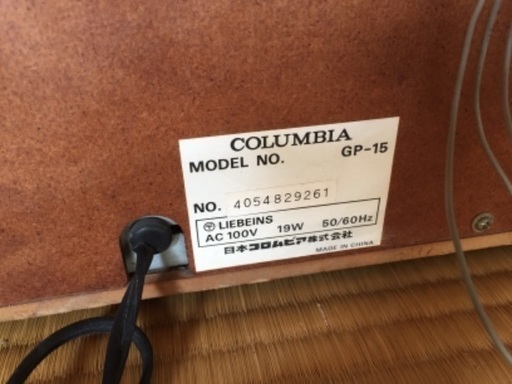 COLUMBIA
MODEL NO. GP-15
NO. 4054829261
LIEBEINS
AC 100V 19W 50/60Hz
日本コロムビア株式会社
MADE IN CHINA